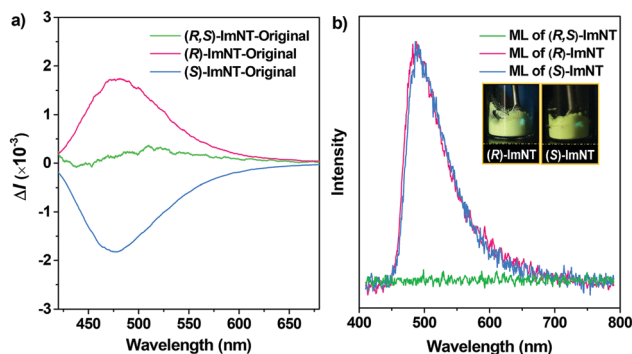 a)
(R,S)-ImNT-Original
(R)-ImNT-Original
(S)-ImNT-Original
3
2
1
0
-1
-2
-3
ΔI (×10⁻³)
450 500 550 600 650
Wavelength (nm)
b)
ML of (R,S)-ImNT
ML of (R)-ImNT
ML of (S)-ImNT
(R)-ImNT (S)-ImNT
Intensity
400 500 600 700 800
Wavelength (nm)